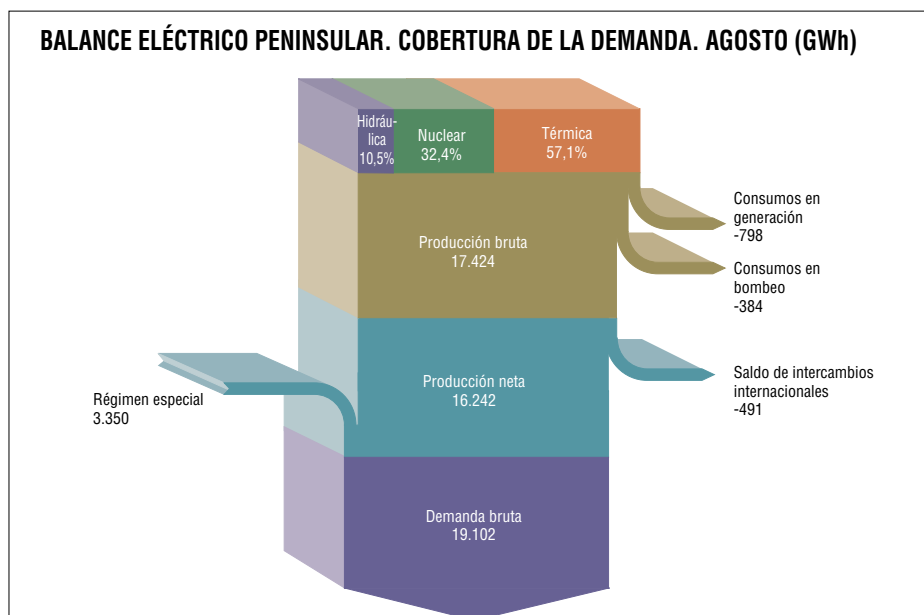 BALANCE ELÉCTRICO PENINSULAR. COBERTURA DE LA DEMANDA. AGOSTO (GWh)
Hidráu-
lica
10,5%
Nuclear
32,4%
Térmica
57,1%
Consumos en
generación
-798
Producción bruta
17.424
Consumos en
bombeo
-384
Saldo de intercambios
internacionales
-491
Producción neta
16.242
Régimen especial
3.350
Demanda bruta
19.102